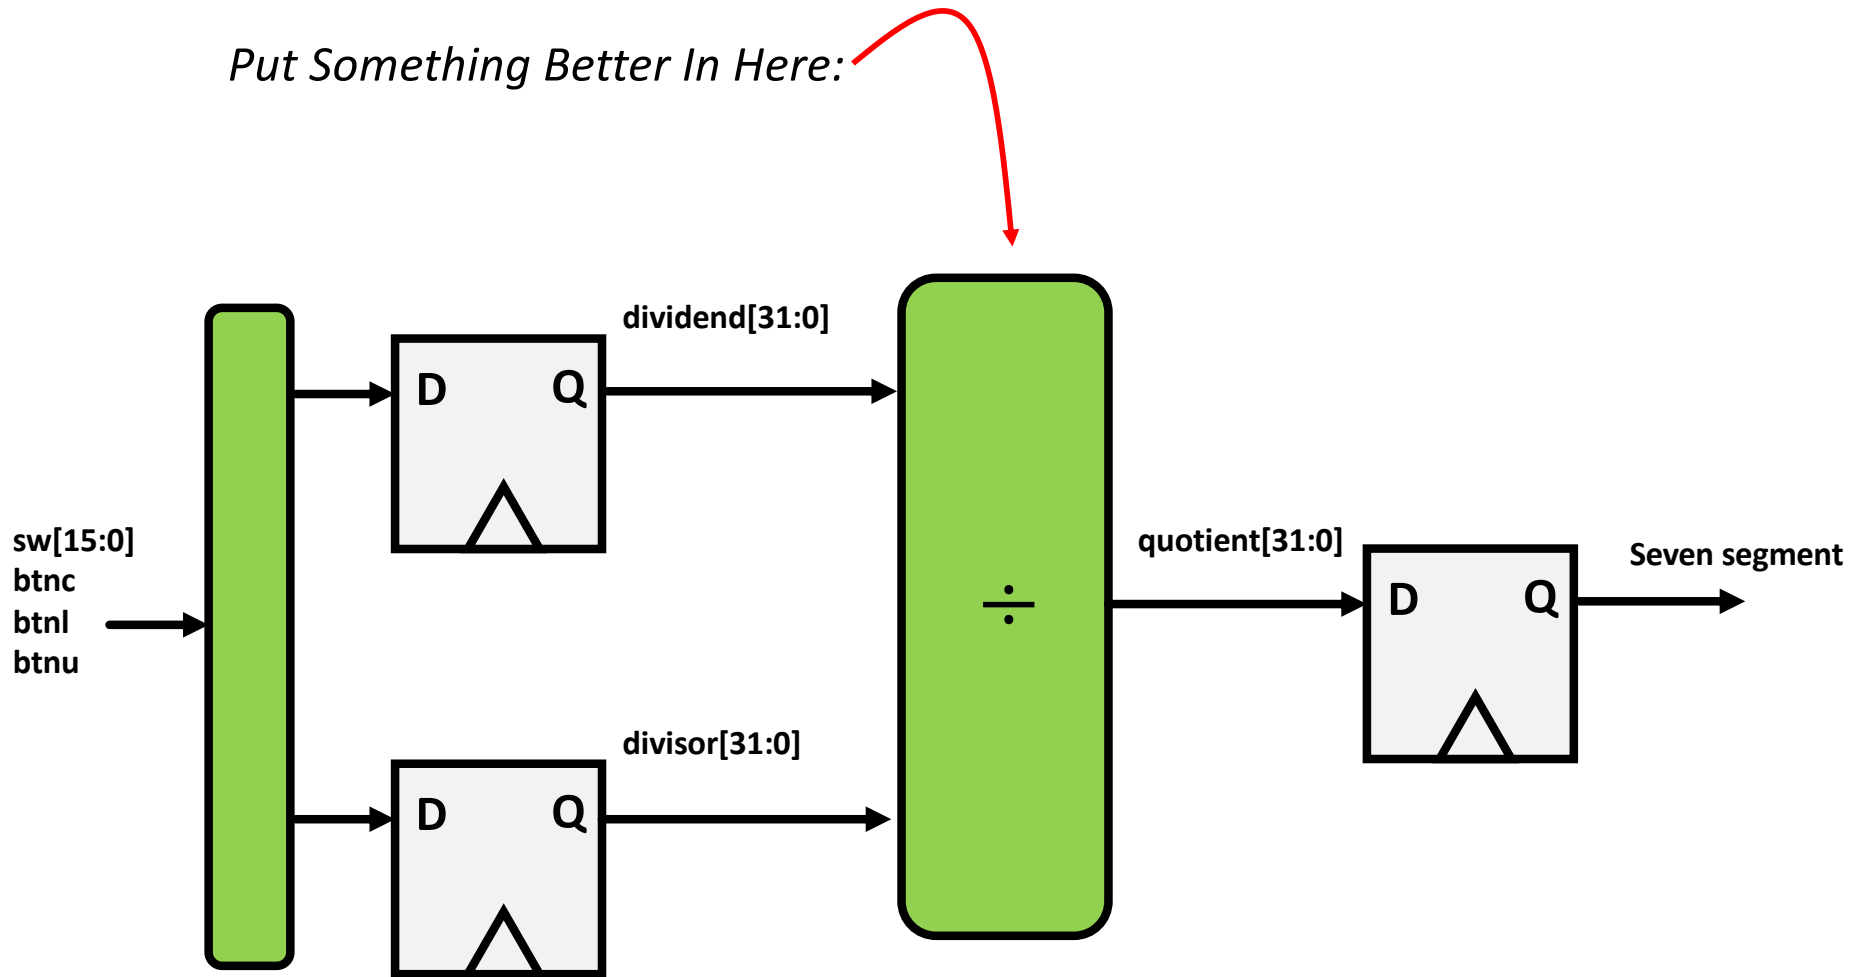 Put Something Better In Here:
dividend[31:0]
D Q
sw[15:0]
btnc
btnl
btnu
÷
quotient[31:0]
D Q
Seven segment
divisor[31:0]
D Q